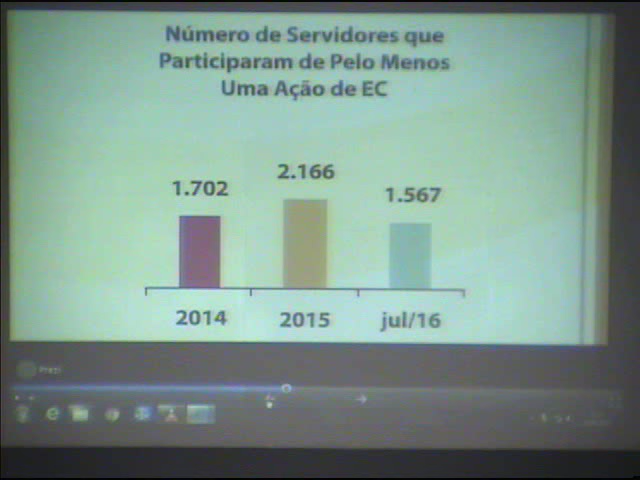 Número de Servidores que
Participaram de Pelo Menos
Uma Ação de EC
1.702
2.166
1.567
2014
2015
jul/16
Prezi